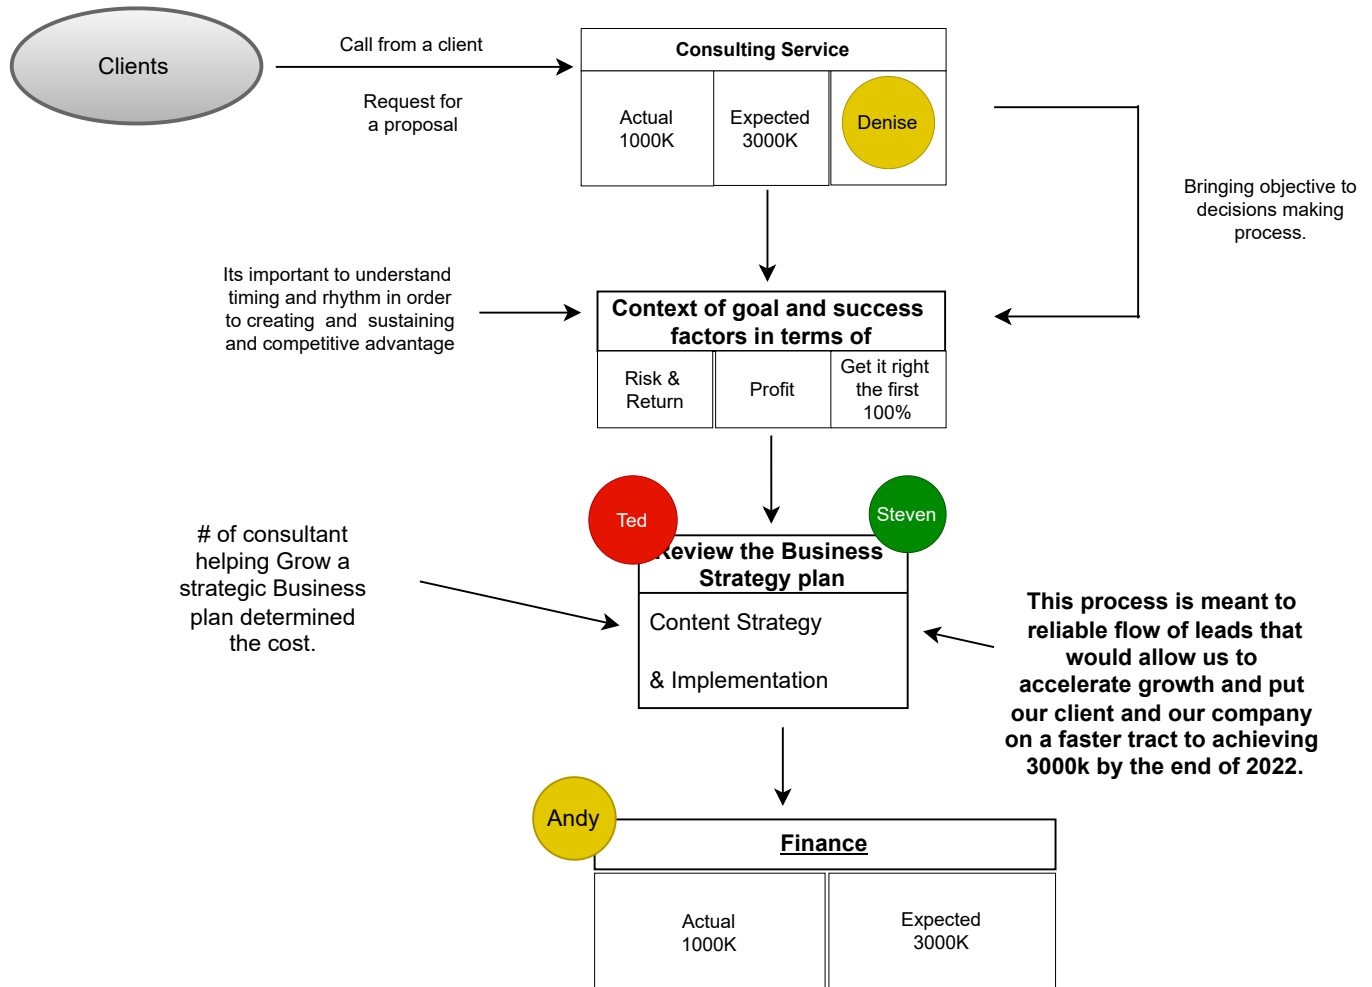 Clients
Call from a client
Request for
a proposal
Consulting Service
Actual
1000K
Expected
3000K
Denise
Bringing objective to
decisions making
process.
Its important to understand
timing and rhythm in order
to creating and sustaining
and competitive advantage
Context of goal and success
factors in terms of
Risk &
Return
Profit
Get it right
the first
100%
Ted
Steven
Review the Business
Strategy plan
Content Strategy
& Implementation
# of consultant
helping Grow a
strategic Business
plan determined
the cost.
This process is meant to
reliable flow of leads that
would allow us to
accelerate growth and put
our client and our company
on a faster tract to achieving
3000k by the end of 2022.
Andy
Finance
Actual
1000K
Expected
3000K